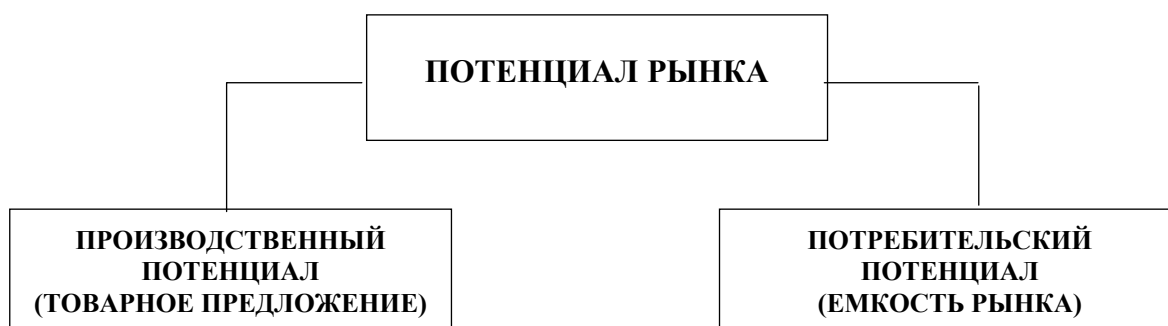 ПОТЕНЦИАЛ РЫНКА
ПРОИЗВОДСТВЕННЫЙ
ПОТЕНЦИАЛ
(ТОВАРНОЕ ПРЕДЛОЖЕНИЕ)
ПОТРЕБИТЕЛЬСКИЙ
ПОТЕНЦИАЛ
(ЕМКОСТЬ РЫНКА)